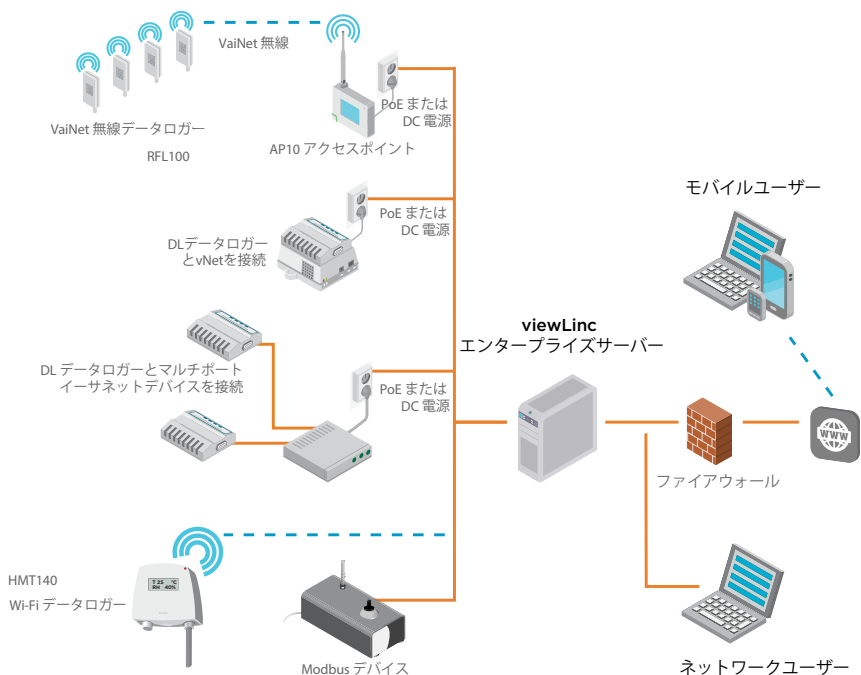 VaiNet 無線
VaiNet 無線データロガー
RFL100
AP10 アクセスポイント
PoE または
DC 電源
DLデータロガー
とvNetを接続
PoE または
DC 電源
DL データロガーとマルチポート
イーサネットデバイスを接続
PoE または
DC 電源
HMT140
Wi-Fi データロガー
T 25 °C
RH 40%
Modbus デバイス
viewLinc
エンタープライズサーバー
ファイアウォール
モバイルユーザー
WWW
ネットワークユーザー